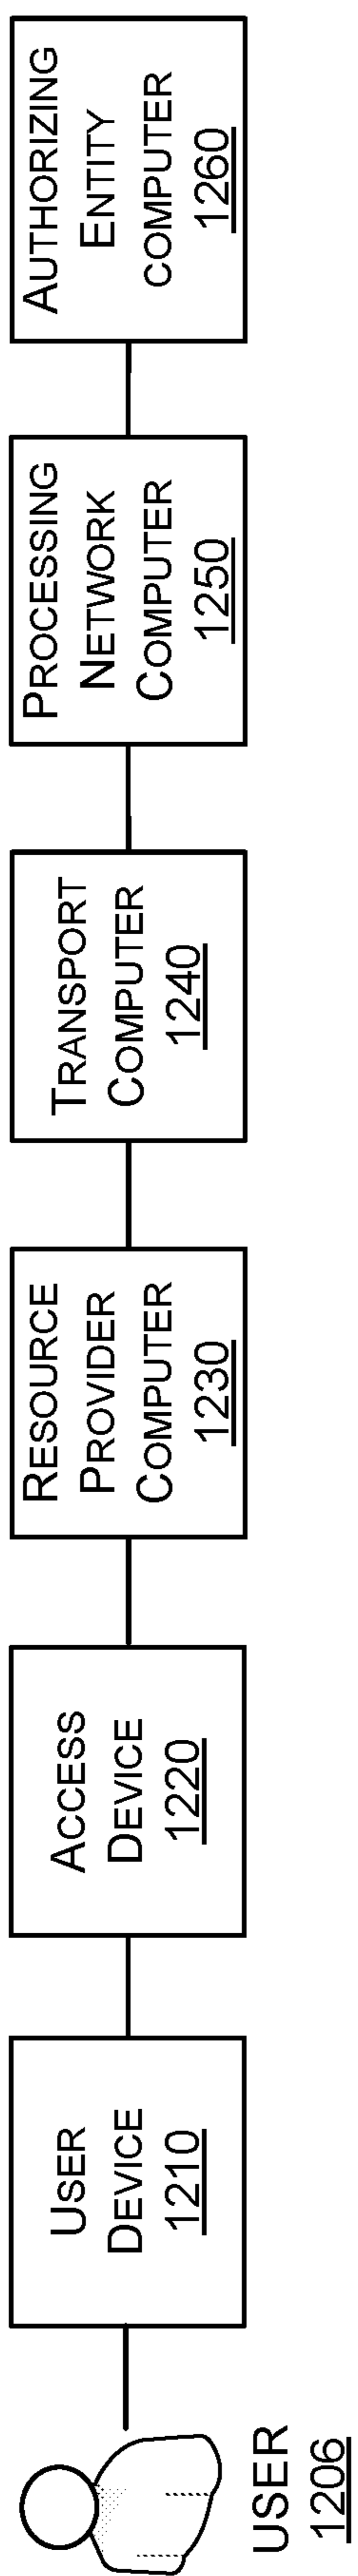 USER
1206
USER
DEVICE
1210
ACCESS
DEVICE
1220
RESOURCE
PROVIDER
COMPUTER
1230
TRANSPORT
COMPUTER
1240
PROCESSING
NETWORK
COMPUTER
1250
AUTHORIZING
ENTITY
COMPUTER
1260